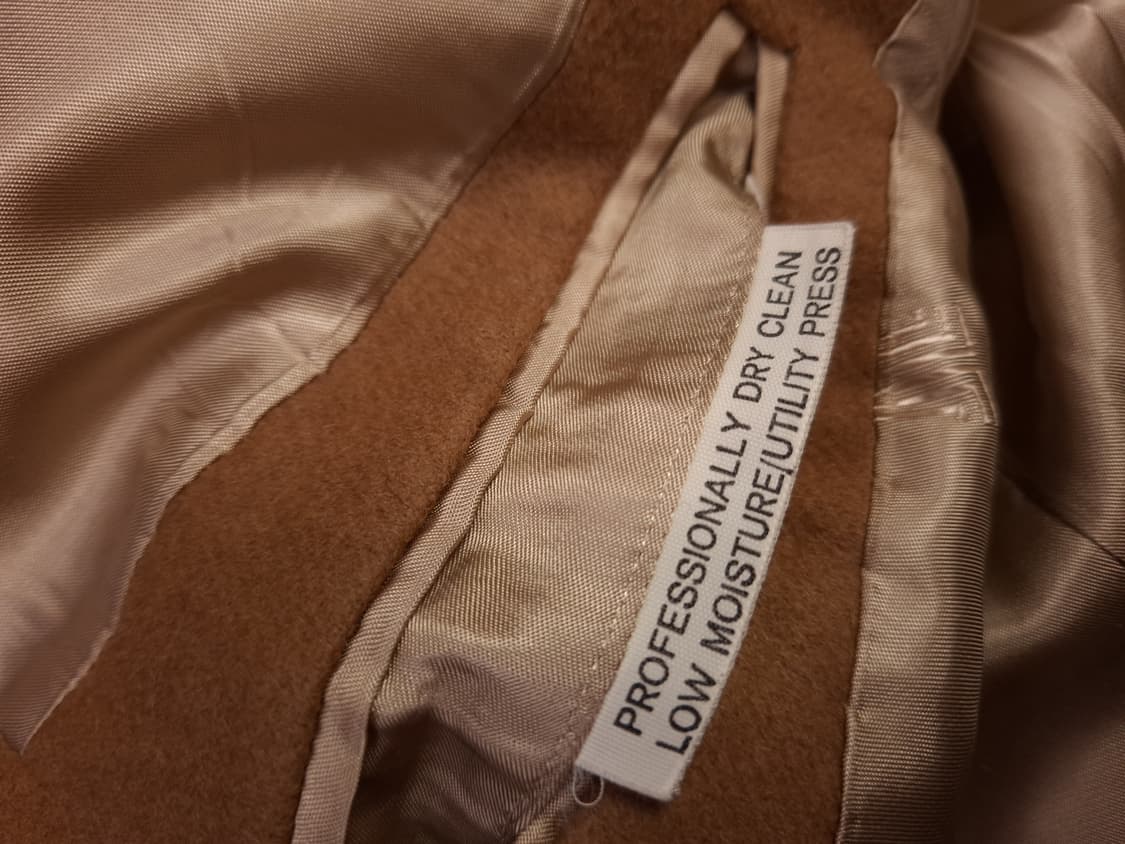 PROFESSIONALLY DRY CLEAN
LOW MOISTURE/UTILITY PRESS